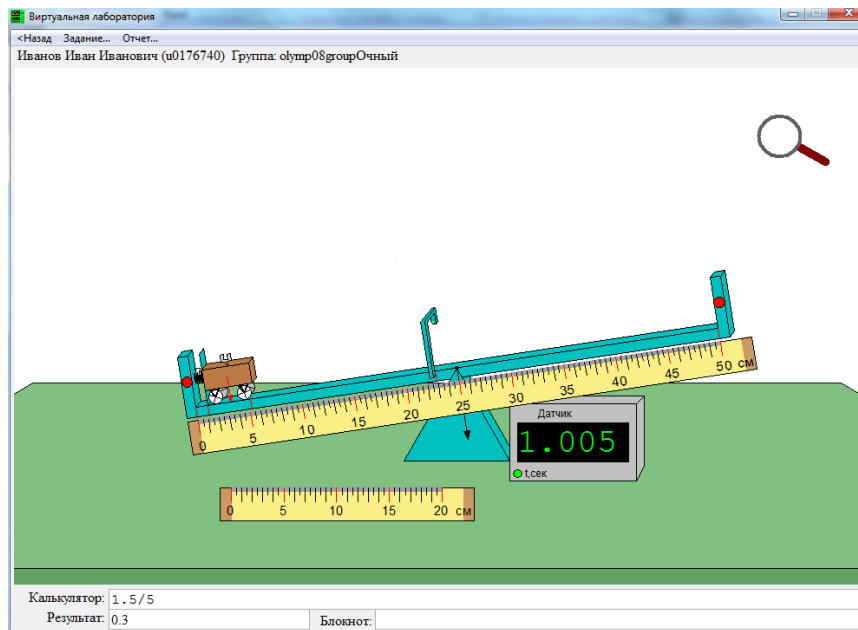 Виртуальная лаборатория
<Назад Задание... Отчет...
Иванов Иван Иванович (u0176740) Группа: olymp08groupОчный
0 5 10 15 20 25 30 35 40 45 50 см
Датчик
1.005
t,сек
0 5 10 15 20 см
Калькулятор: 1.5/5
Результат: 0.3 Блокнот: